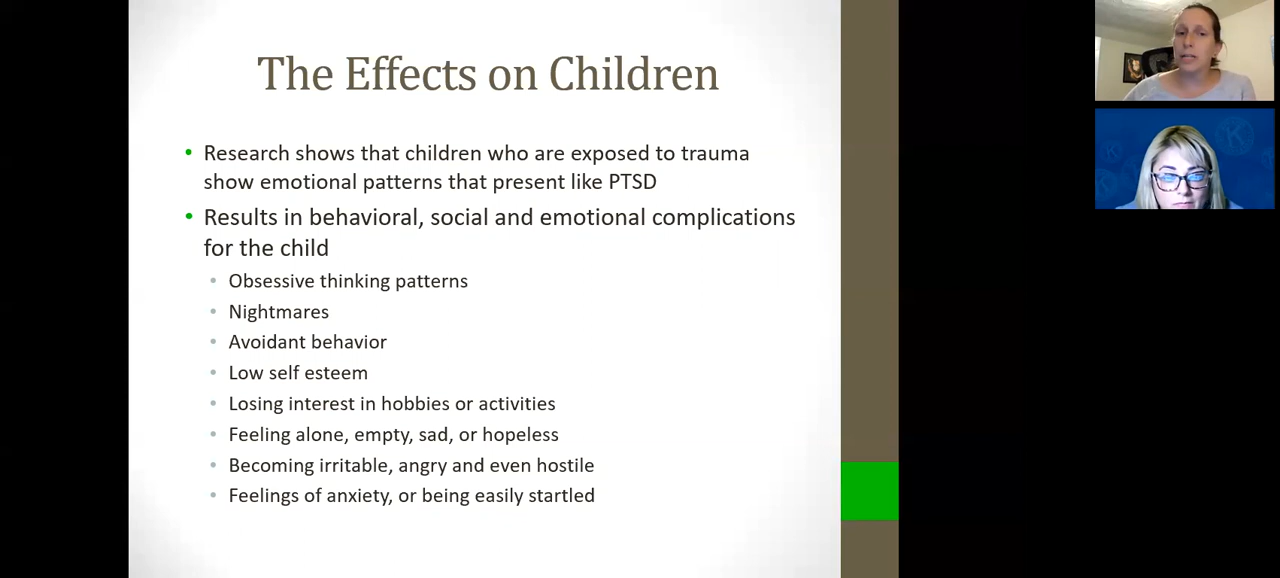 The Effects on Children
• Research shows that children who are exposed to trauma
show emotional patterns that present like PTSD
• Results in behavioral, social and emotional complications
for the child
• Obsessive thinking patterns
• Nightmares
• Avoidant behavior
• Low self esteem
• Losing interest in hobbies or activities
• Feeling alone, empty, sad, or hopeless
• Becoming irritable, angry and even hostile
• Feelings of anxiety, or being easily startled
K